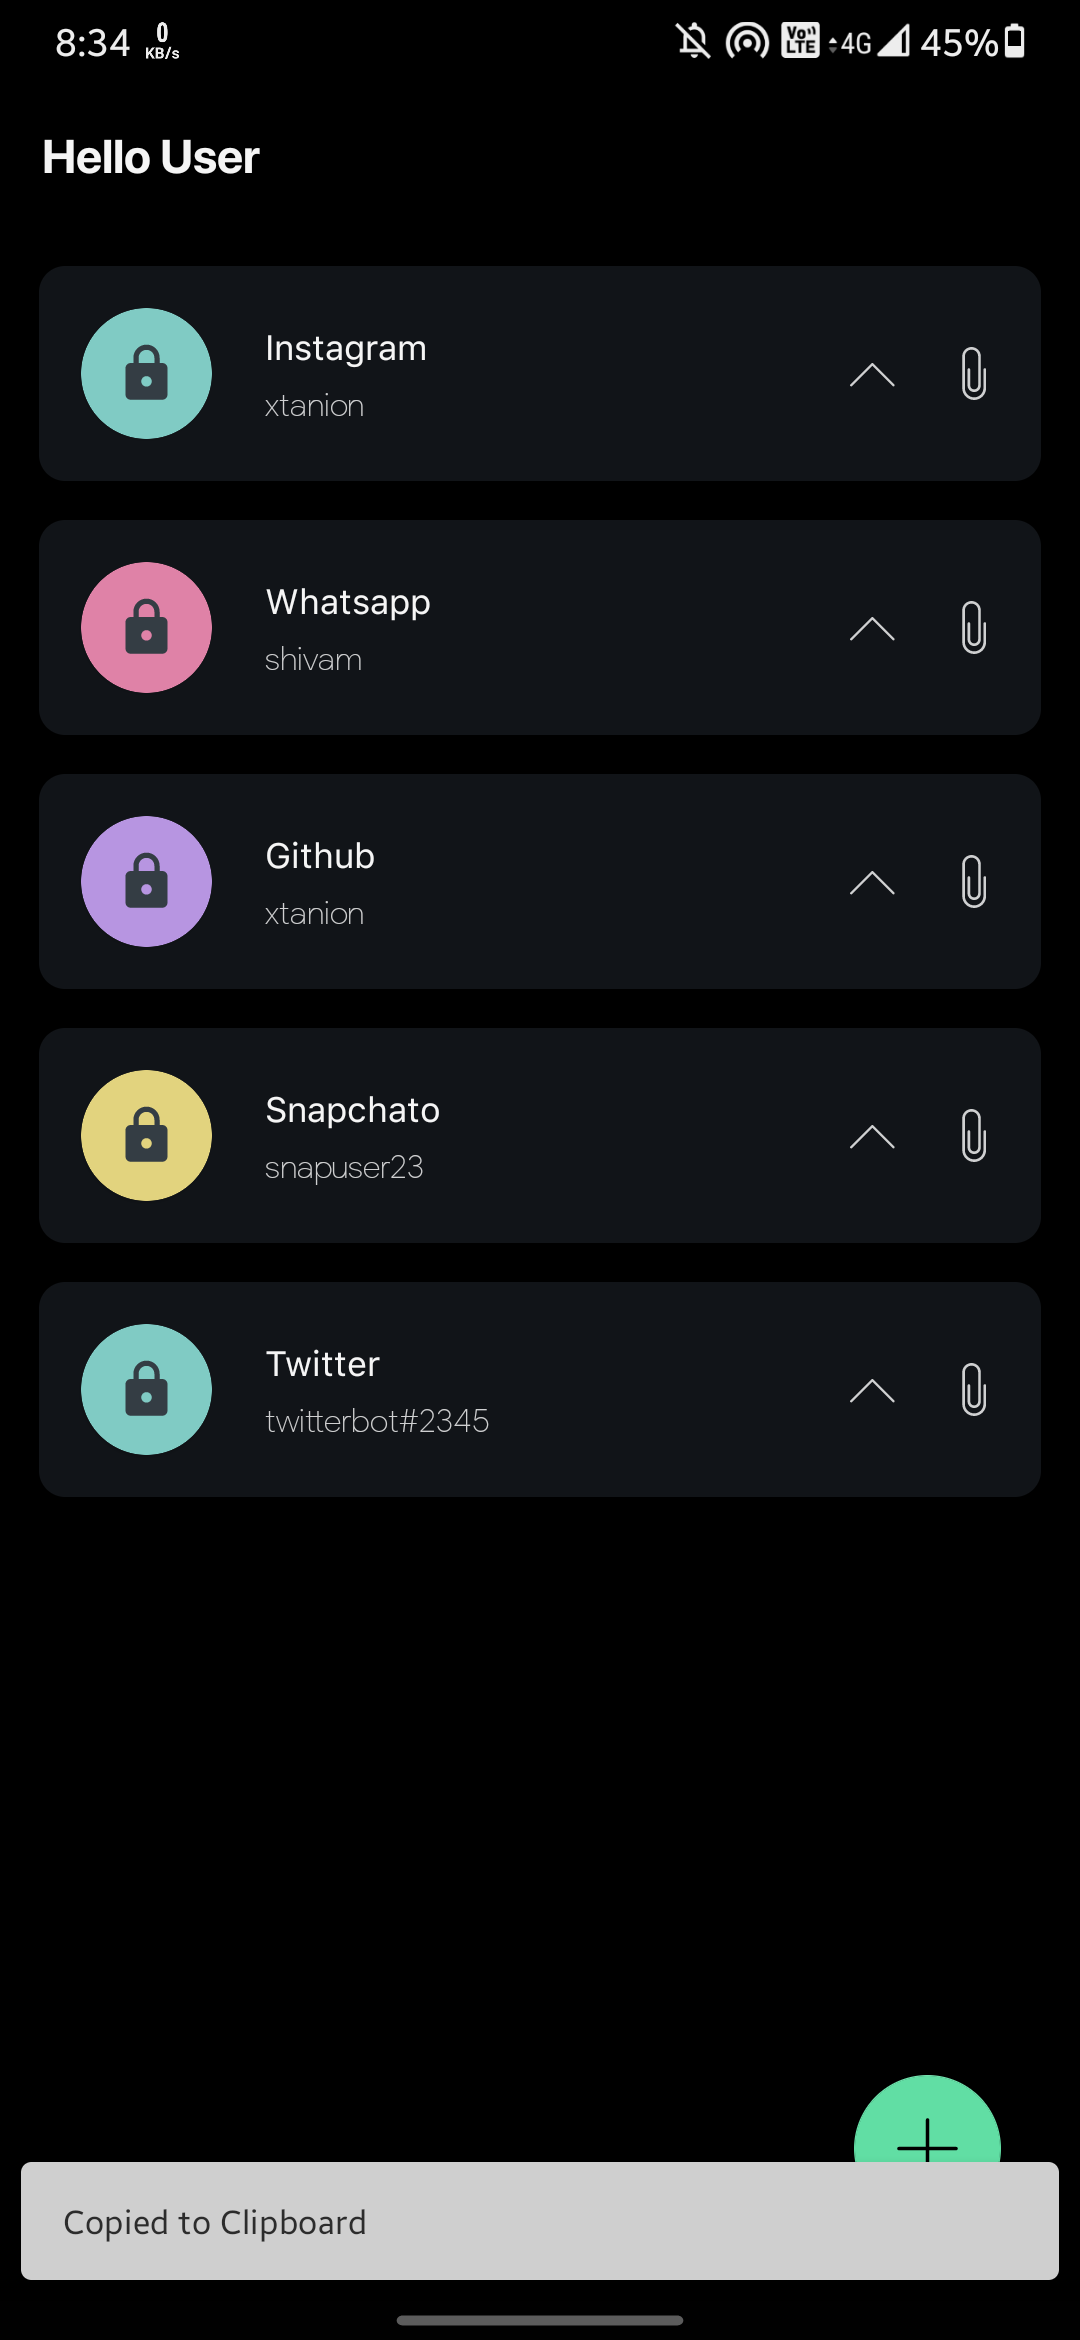 8:34 0 KB/s Vo LTE 4G 45%
Hello User
Instagram
xtanion
Whatsapp
shivam
Github
xtanion
Snapchato
snapuser23
Twitter
twitterbot#2345
Copied to Clipboard